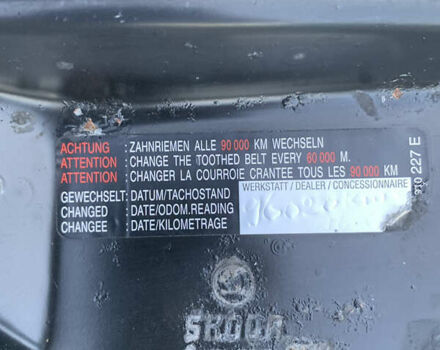 ACHTUNG : ZAHNRIEMEN ALLE 90 000 KM WECHSELN
ATTENTION : CHANGE THE TOOTHED BELT EVERY 60 000 M.
ATTENTION : CHANGER LA COURROIE CRANTEE TOUS LES 90 000 KM
GEWECHSELT: DATUM/TACHOSTAND
CHANGED : DATE/ODOM.READING
CHANGEE : DATE/KILOMETRAGE
WERKSTATT / DEALER / CONCESSIONNAIRE
227 E
ŠKODA